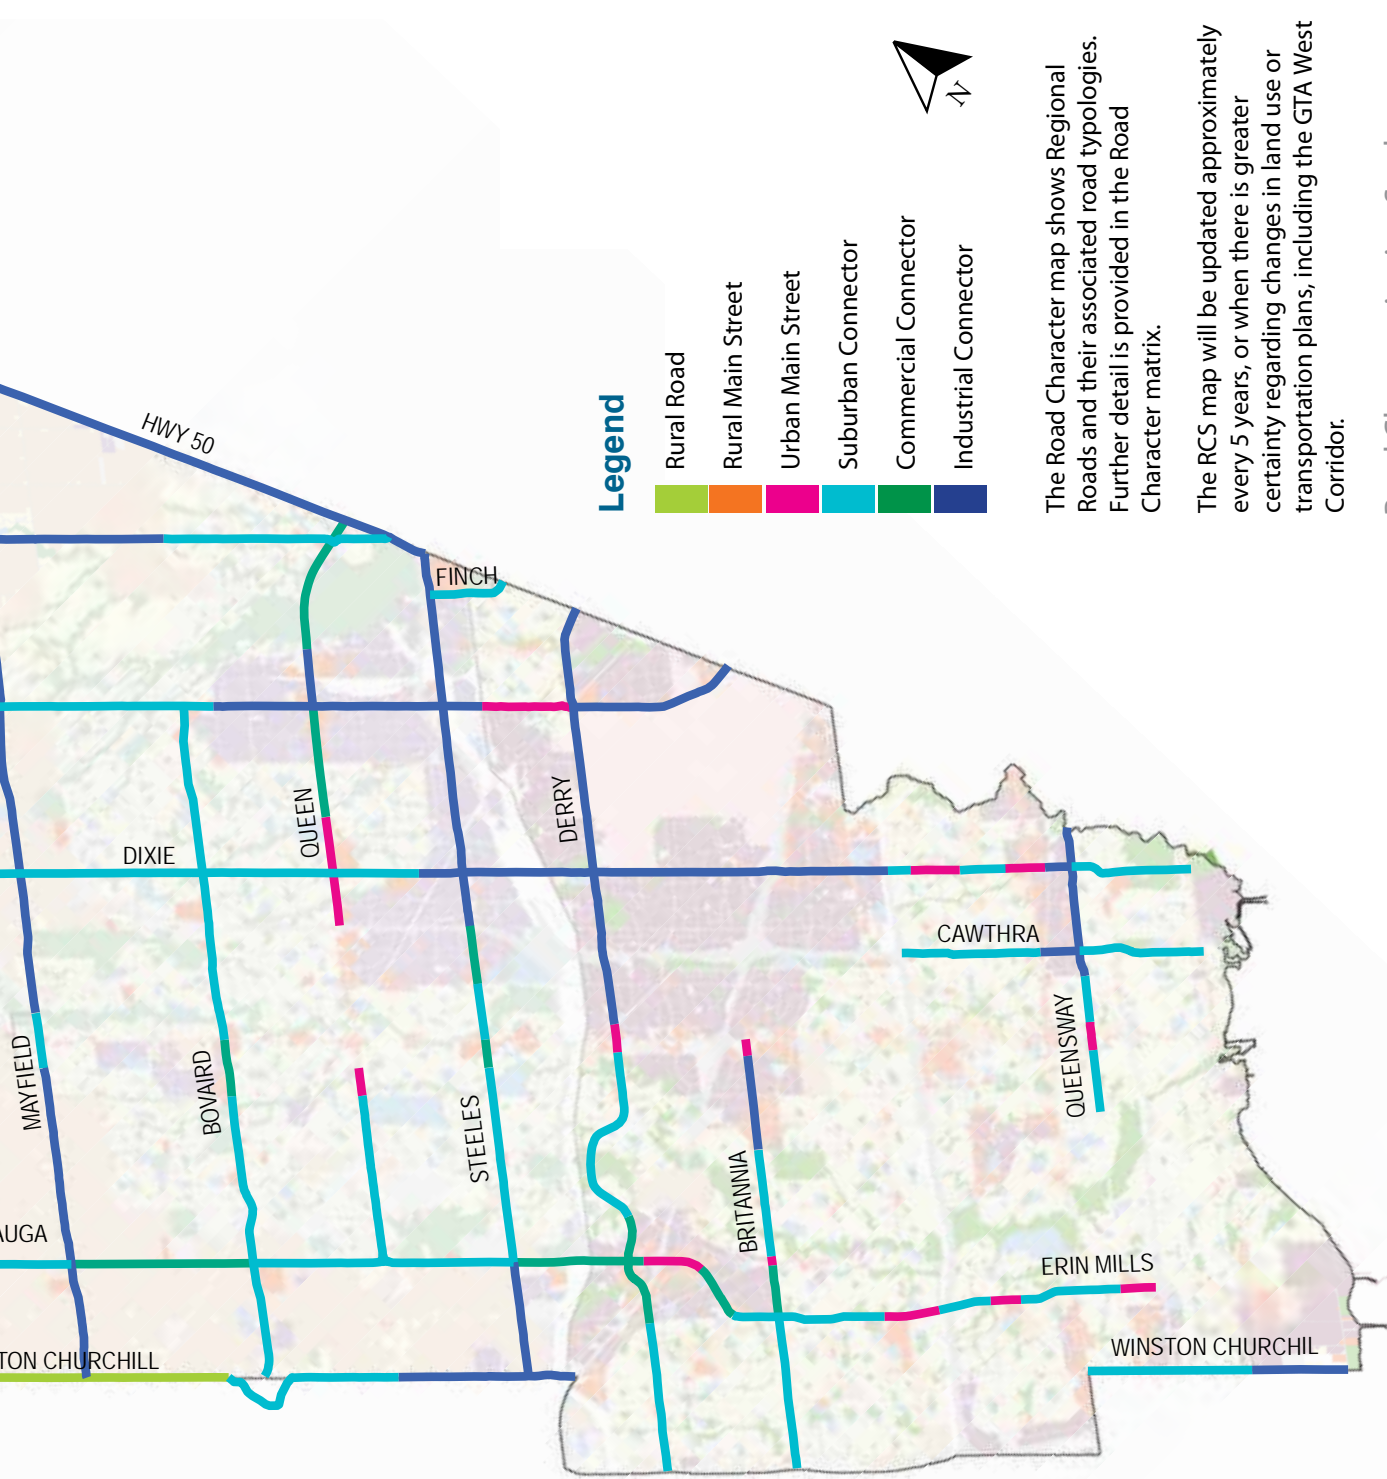 HWY 50
FINCH
DERRY
QUEEN
DIXIE
CAWTHRA
QUEENSWAY
MAYFIELD
BOVAIRD
STEELES
BRITANNIA
AUGA
ERIN MILLS
TON CHURCHILL
WINSTON CHURCHIL
N
Legend
Rural Road
Rural Main Street
Urban Main Street
Suburban Connector
Commercial Connector
Industrial Connector
The Road Character map shows Regional
Roads and their associated road typologies.
Further detail is provided in the Road
Character matrix.
The RCS map will be updated approximately
every 5 years, or when there is greater
certainty regarding changes in land use or
transportation plans, including the GTA West
Corridor.